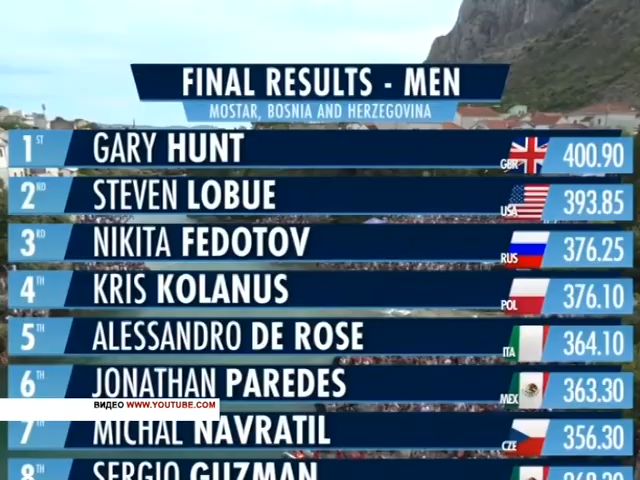 FINAL RESULTS - MEN
MOSTAR, BOSNIA AND HERZEGOVINA
1ST GARY HUNT GBR 400.90
2ND STEVEN LOBUE USA 393.85
3RD NIKITA FEDOTOV RUS 376.25
4TH KRIS KOLANUS POL 376.10
5TH ALESSANDRO DE ROSE ITA 364.10
6TH JONATHAN PAREDES MEX 363.30
ВИДЕО WWW.YOUTUBE.COM
7TH MICHAL NAVRATIL CZE 356.30
8TH SERGIO GUZMAN